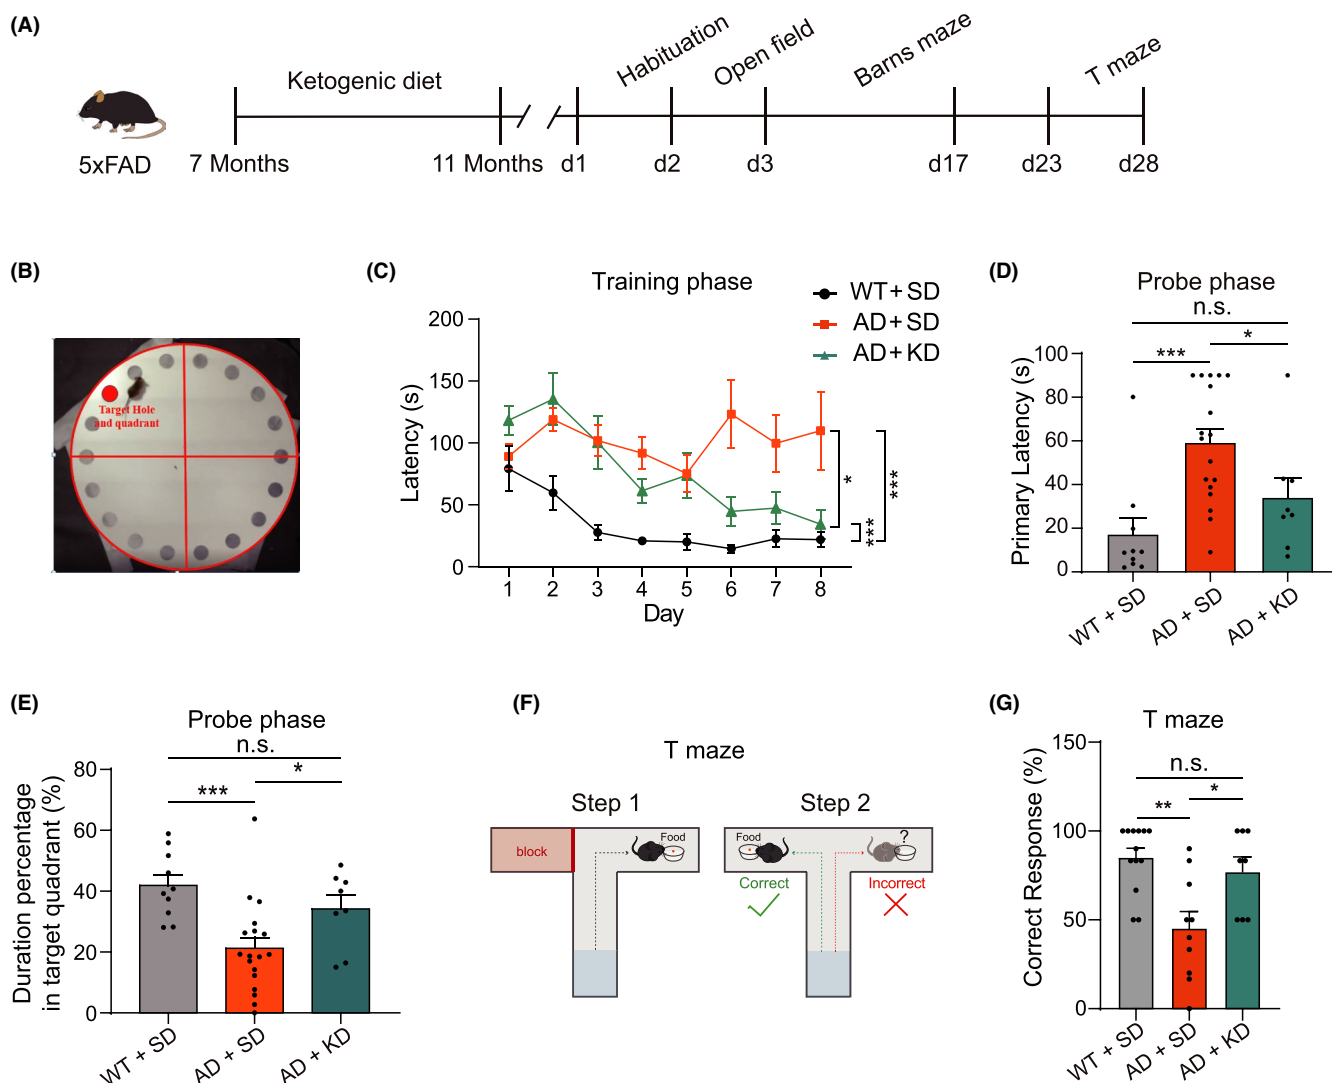 (A)
Ketogenic diet
Habituation
Open field
Barns maze
T maze
5xFAD
7 Months
11 Months
d1
d2
d3
d17
d23
d28
(B)
Target Hole
and quadrant
(C)
Training phase
WT+SD
AD+SD
AD+KD
Latency (s)
200
150
100
50
0
1 2 3 4 5 6 7 8
Day
*
***
***
(D)
Probe phase
n.s.
***
*
Primary Latency (s)
100
80
60
40
20
0
WT + SD
AD + SD
AD + KD
(E)
Probe phase
n.s.
***
*
Duration percentage
in target quadrant (%)
80
60
40
20
0
WT + SD
AD + SD
AD + KD
(F)
T maze
Step 1
block
Food
Step 2
Food
?
Correct
Incorrect
(G)
T maze
n.s.
**
*
Correct Response (%)
150
100
50
0
WT + SD
AD + SD
AD + KD